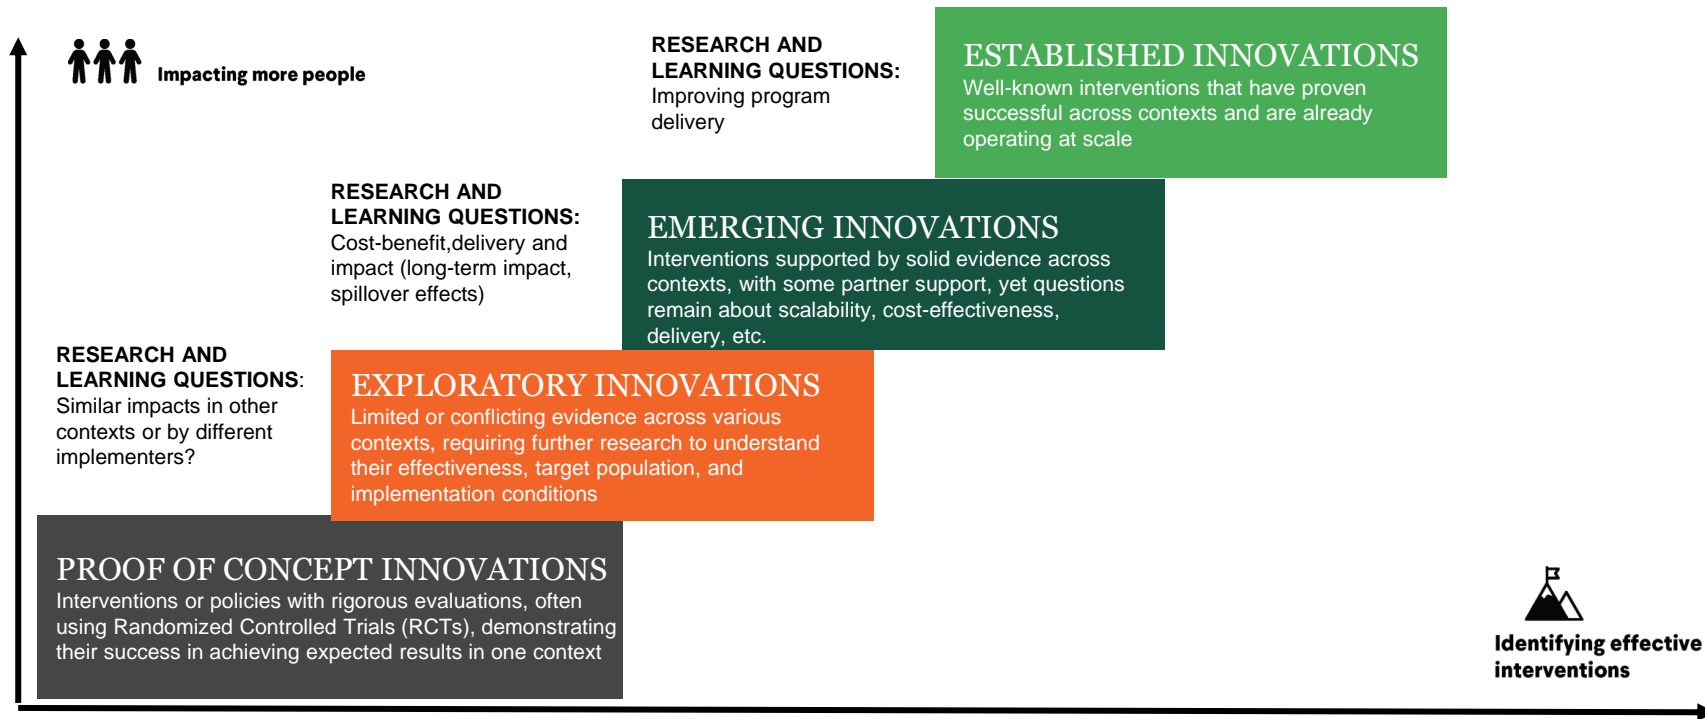 Impacting more people
RESEARCH AND
LEARNING QUESTIONS:
Improving program
delivery
ESTABLISHED INNOVATIONS
Well-known interventions that have proven
successful across contexts and are already
operating at scale
RESEARCH AND
LEARNING QUESTIONS:
Cost-benefit,delivery and
impact (long-term impact,
spillover effects)
EMERGING INNOVATIONS
Interventions supported by solid evidence across
contexts, with some partner support, yet questions
remain about scalability, cost-effectiveness,
delivery, etc.
RESEARCH AND
LEARNING QUESTIONS:
Similar impacts in other
contexts or by different
implementers?
EXPLORATORY INNOVATIONS
Limited or conflicting evidence across various
contexts, requiring further research to understand
their effectiveness, target population, and
implementation conditions
PROOF OF CONCEPT INNOVATIONS
Interventions or policies with rigorous evaluations, often
using Randomized Controlled Trials (RCTs), demonstrating
their success in achieving expected results in one context
Identifying effective
interventions